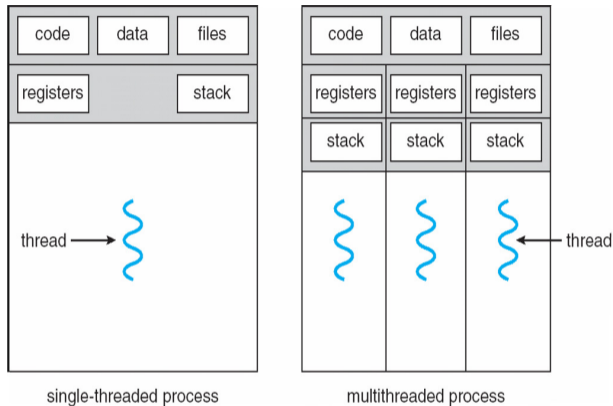 code data files
registers stack
thread
single-threaded process
code data files
registers registers registers
stack stack stack
thread
multithreaded process